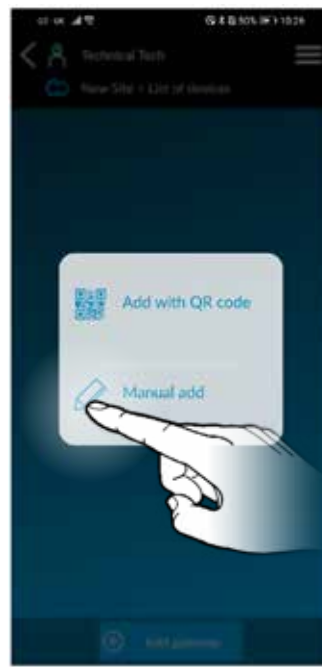 Technical Tech
New Site > List of devices
Add with QR code
Manual add
Add gateway